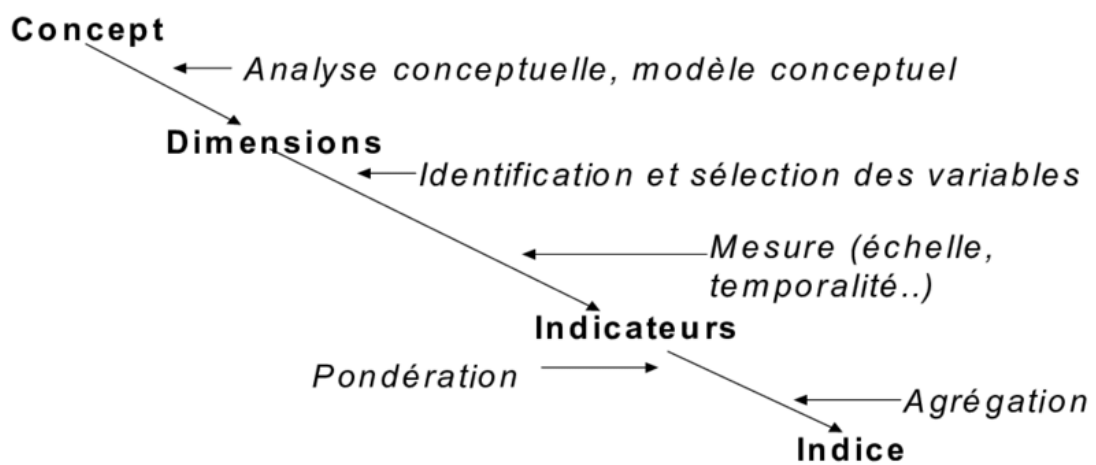 Concept
Analyse conceptuelle, modèle conceptuel
Dimensions
Identification et sélection des variables
Mesure (échelle,
temporalité..)
Indicateurs
Pondération
Agrégation
Indice